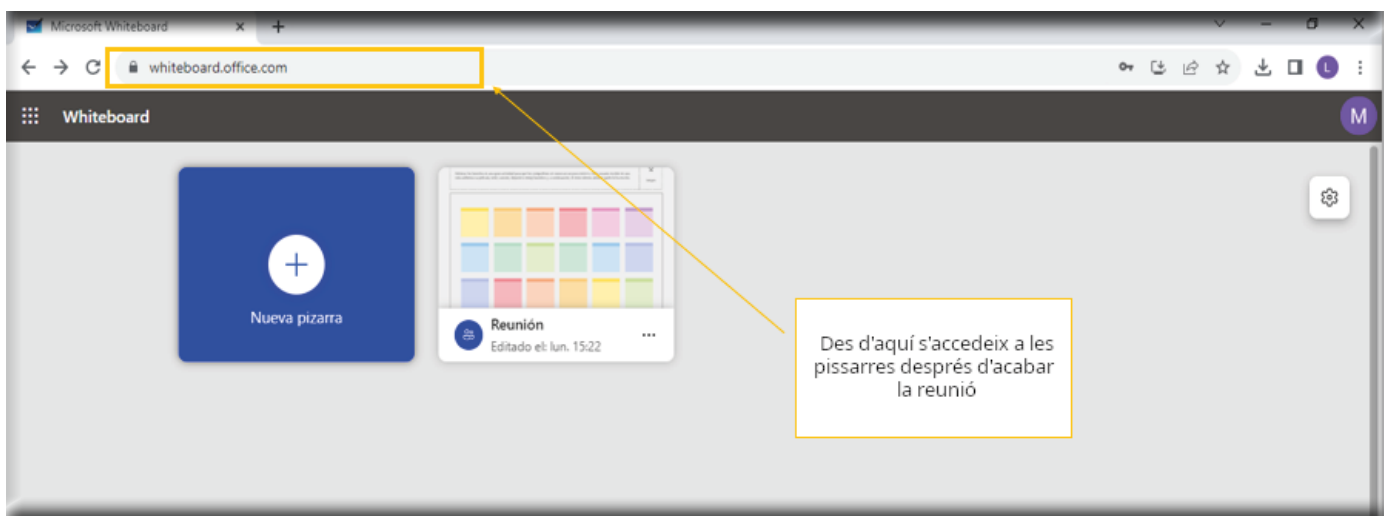 Microsoft Whiteboard
whiteboard.office.com
L
Whiteboard
M
Nueva pizarra
Reunión
Editado el: lun. 15:22
Des d'aquí s'accedeix a les
pissarres després d'acabar
la reunió